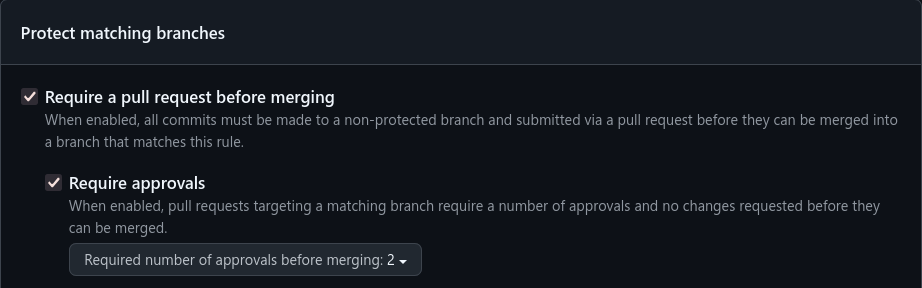 Protect matching branches
Require a pull request before merging
When enabled, all commits must be made to a non-protected branch and submitted via a pull request before they can be merged into
a branch that matches this rule.
Require approvals
When enabled, pull requests targeting a matching branch require a number of approvals and no changes requested before they
can be merged.
Required number of approvals before merging: 2